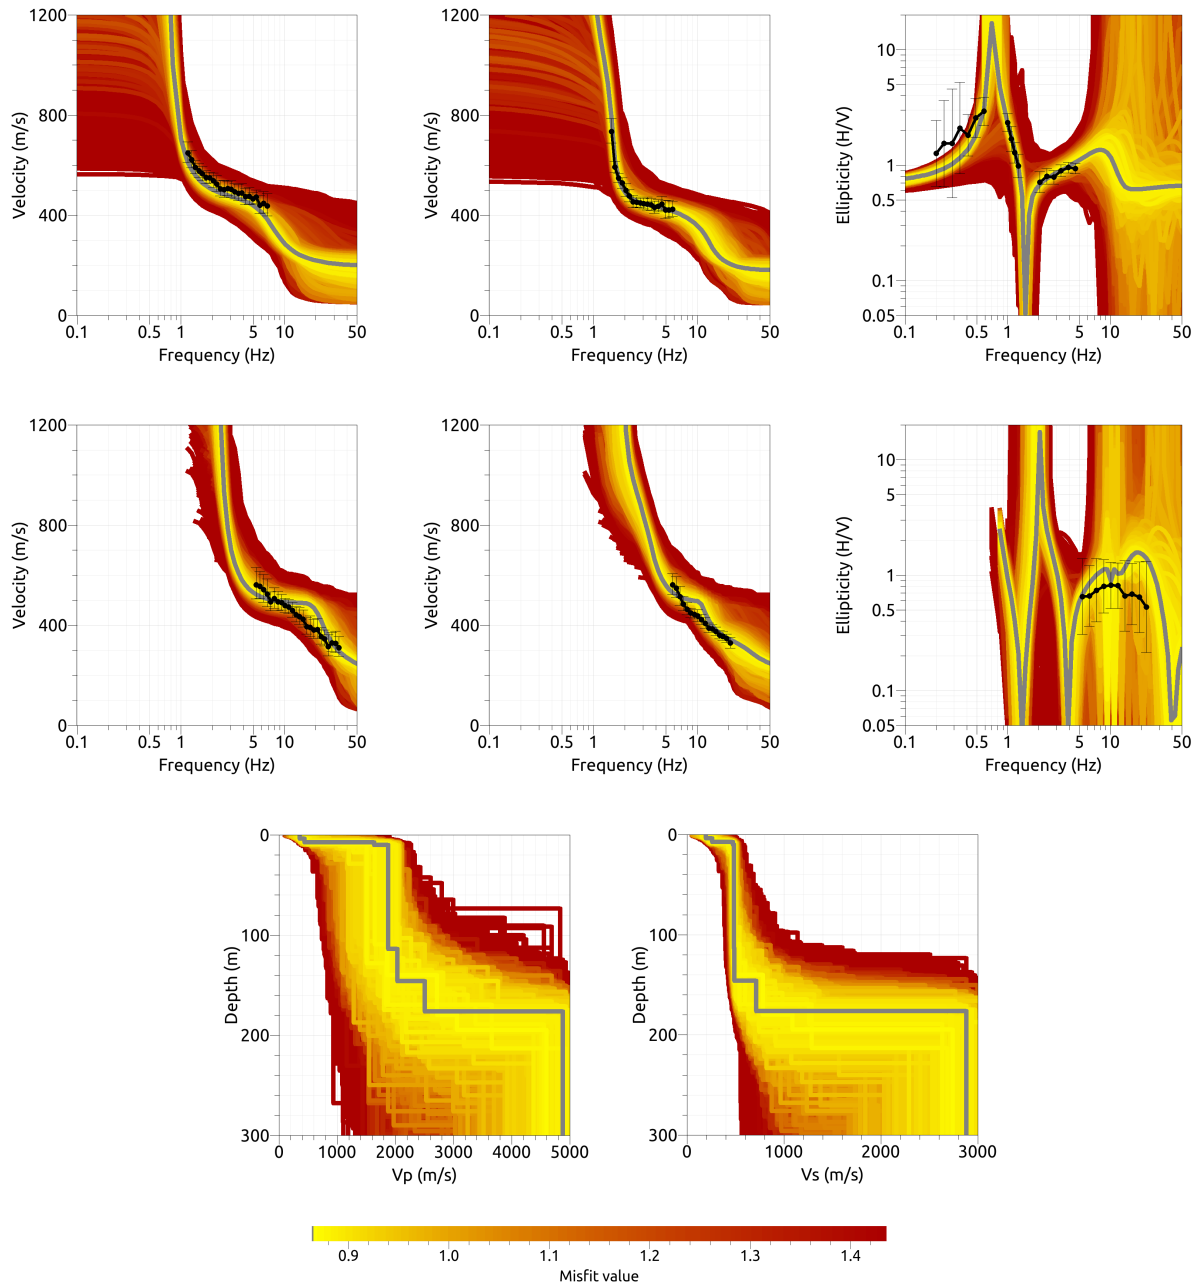 1200
800
400
0
Velocity (m/s)
0.1 0.5 1 5 10 50
Frequency (Hz)
1200
800
400
0
Velocity (m/s)
0.1 0.5 1 5 10 50
Frequency (Hz)
10
5
1
0.5
0.1
0.05
Ellipticity (H/V)
0.1 0.5 1 5 10 50
Frequency (Hz)
1200
800
400
0
Velocity (m/s)
0.1 0.5 1 5 10 50
Frequency (Hz)
1200
800
400
0
Velocity (m/s)
0.1 0.5 1 5 10 50
Frequency (Hz)
10
5
1
0.5
0.1
0.05
Ellipticity (H/V)
0.1 0.5 1 5 10 50
Frequency (Hz)
0
100
200
300
Depth (m)
0 1000 2000 3000 4000 5000
Vp (m/s)
0
100
200
300
Depth (m)
0 1000 2000 3000
Vs (m/s)
0.9 1.0 1.1 1.2 1.3 1.4
Misfit value